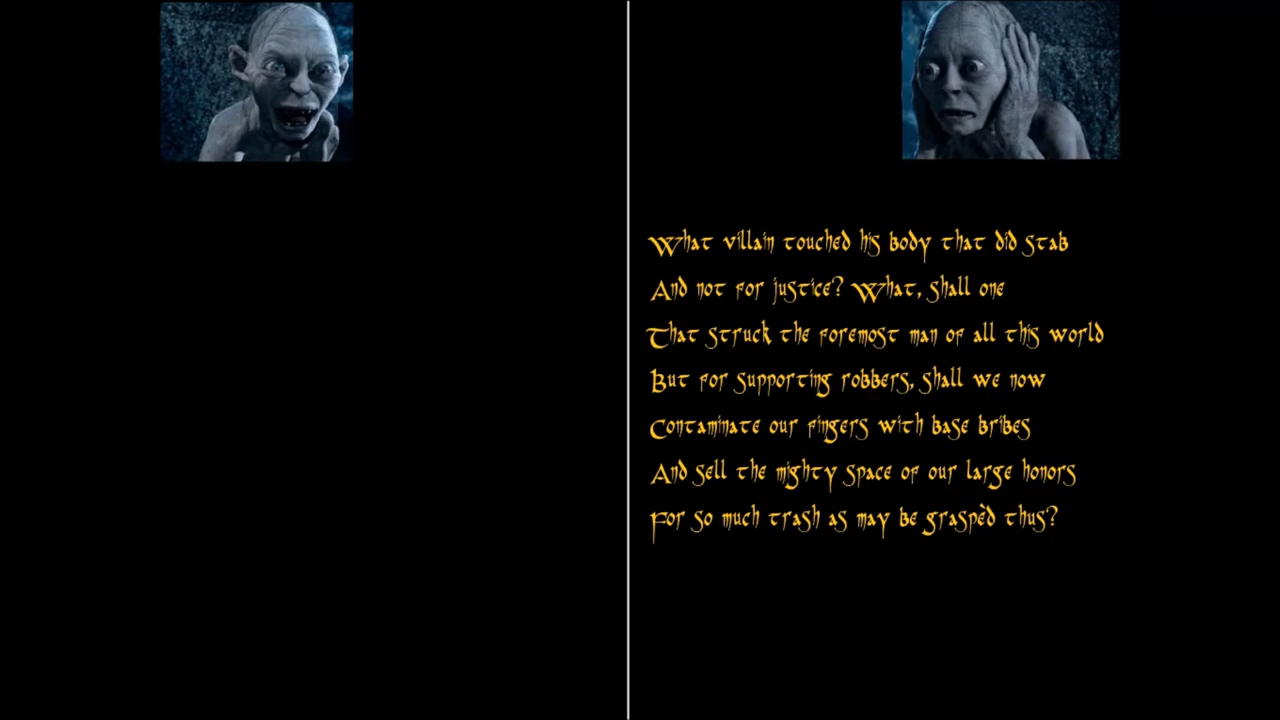 What villain touched his body that did stab
And not for justice? What, shall one
That struck the foremost man of all this world
But for supporting robbers, shall we now
Contaminate our fingers with base bribes
And sell the mighty space of our large honors
For so much trash as may be graspèd thus?